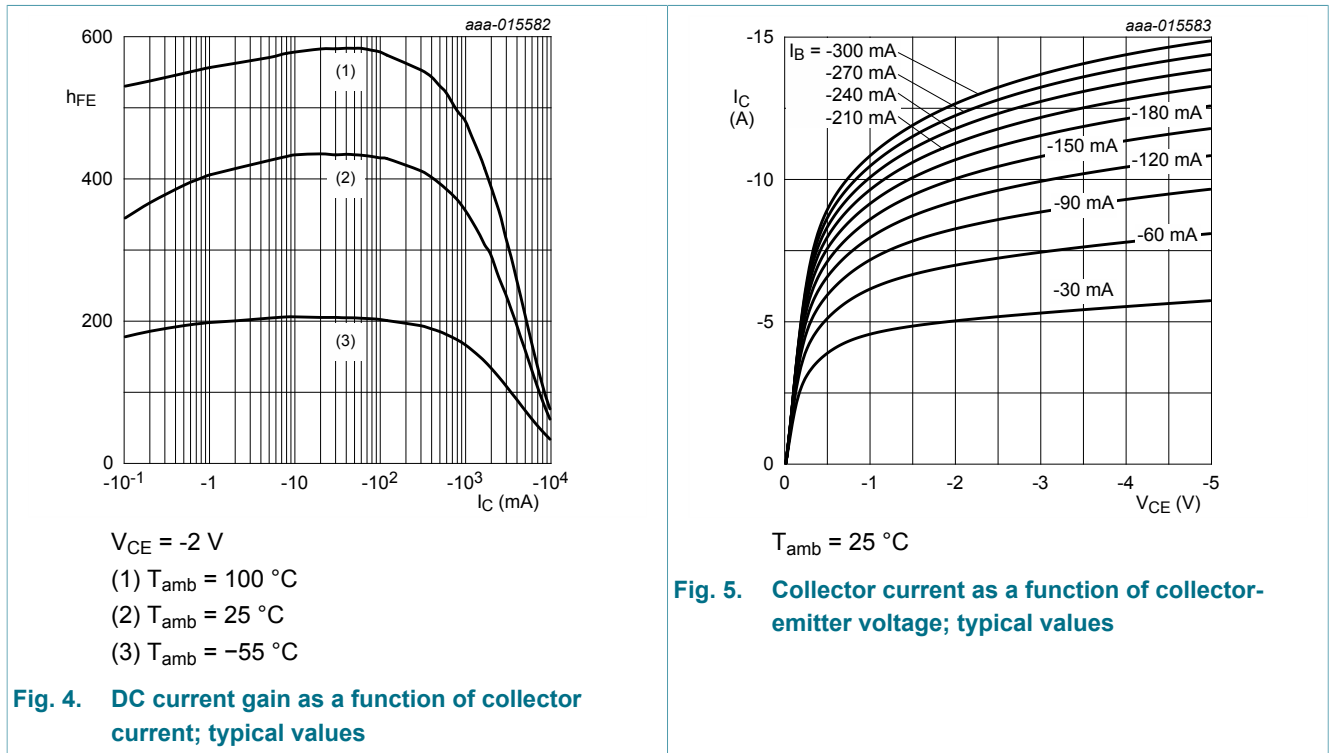 aaa-015582
600
hFE
400
200
0
(1)
(2)
(3)
-10-1
-1
-10
-102
-103
-104
IC (mA)
VCE = -2 V
(1) Tamb = 100 °C
(2) Tamb = 25 °C
(3) Tamb = −55 °C
Fig. 4. DC current gain as a function of collector
current; typical values
aaa-015583
-15
IC
(A)
-10
-5
0
IB = -300 mA
-270 mA
-240 mA
-210 mA
-180 mA
-150 mA
-120 mA
-90 mA
-60 mA
-30 mA
0
-1
-2
-3
-4
-5
VCE (V)
Tamb = 25 °C
Fig. 5. Collector current as a function of collector-
emitter voltage; typical values